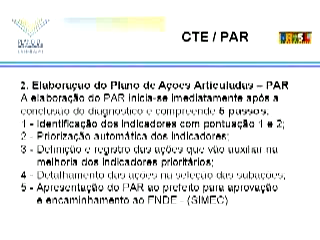 CTE / PAR
2. Elaboração do Plano de Ações Articuladas – PAR
A elaboração do PAR inicia-se imediatamente após a
conclusão do diagnóstico e compreende 5 passos.
1 - Identificação dos indicadores com pontuação 1 e 2;
2 - Priorização automática dos indicadores;
3 - Definição e registro das ações que vão auxiliar na
melhoria dos indicadores prioritários;
4 - Detalhamento das ações na seleção das subações;
5 - Apresentação do PAR ao prefeito para aprovação
e encaminhamento ao FNDE - (SIMEC)